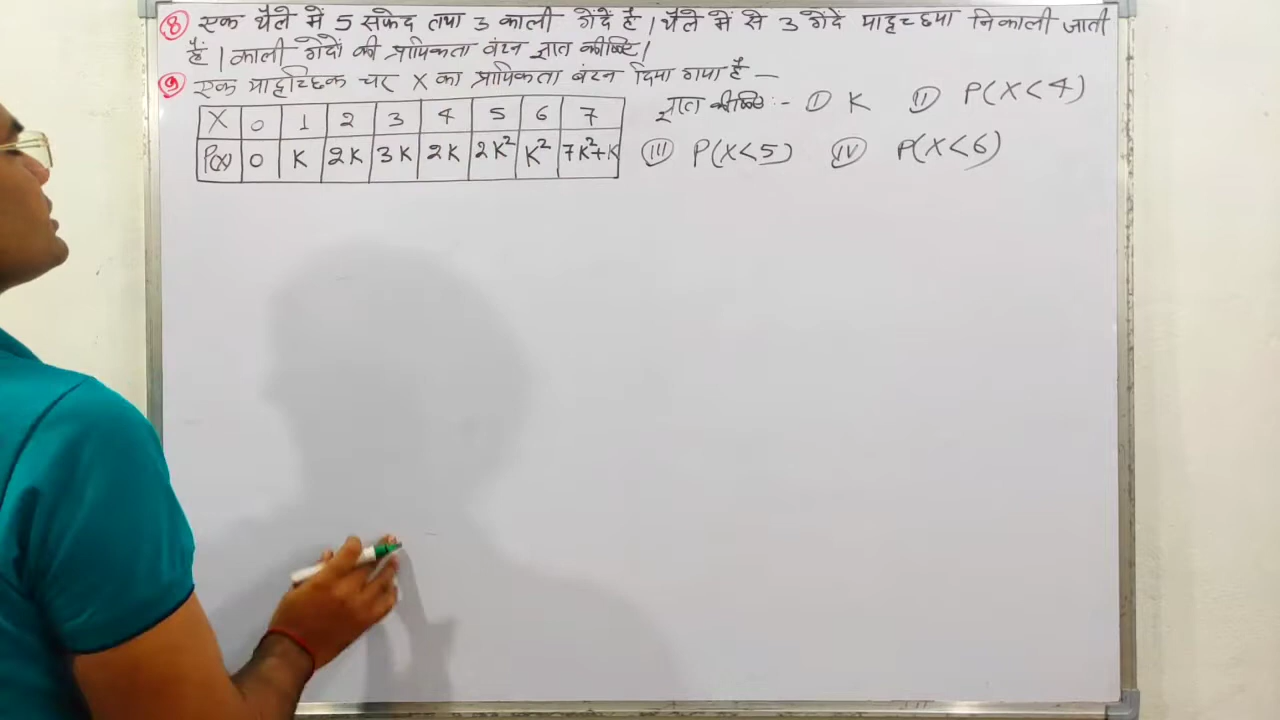 ⑧ एक थैले में 5 सफेद तथा 3 काली गेंदें है। थैले में से 3 गेंदें यादृच्छया निकाली जाती
हैं। काली गेंदों की प्रायिकता बंटन ज्ञात कीजिए।
⑨ एक यादृच्छिक चर X का प्रायिकता बंटन दिया गया है —
X 0 1 2 3 4 5 6 7
P(x) 0 K 2K 3K 2K 2K² K² 7K²+K
ज्ञात कीजिए:- Ⓘ K Ⅱ P(X<4)
Ⅲ P(X<5) Ⅳ P(X<6)